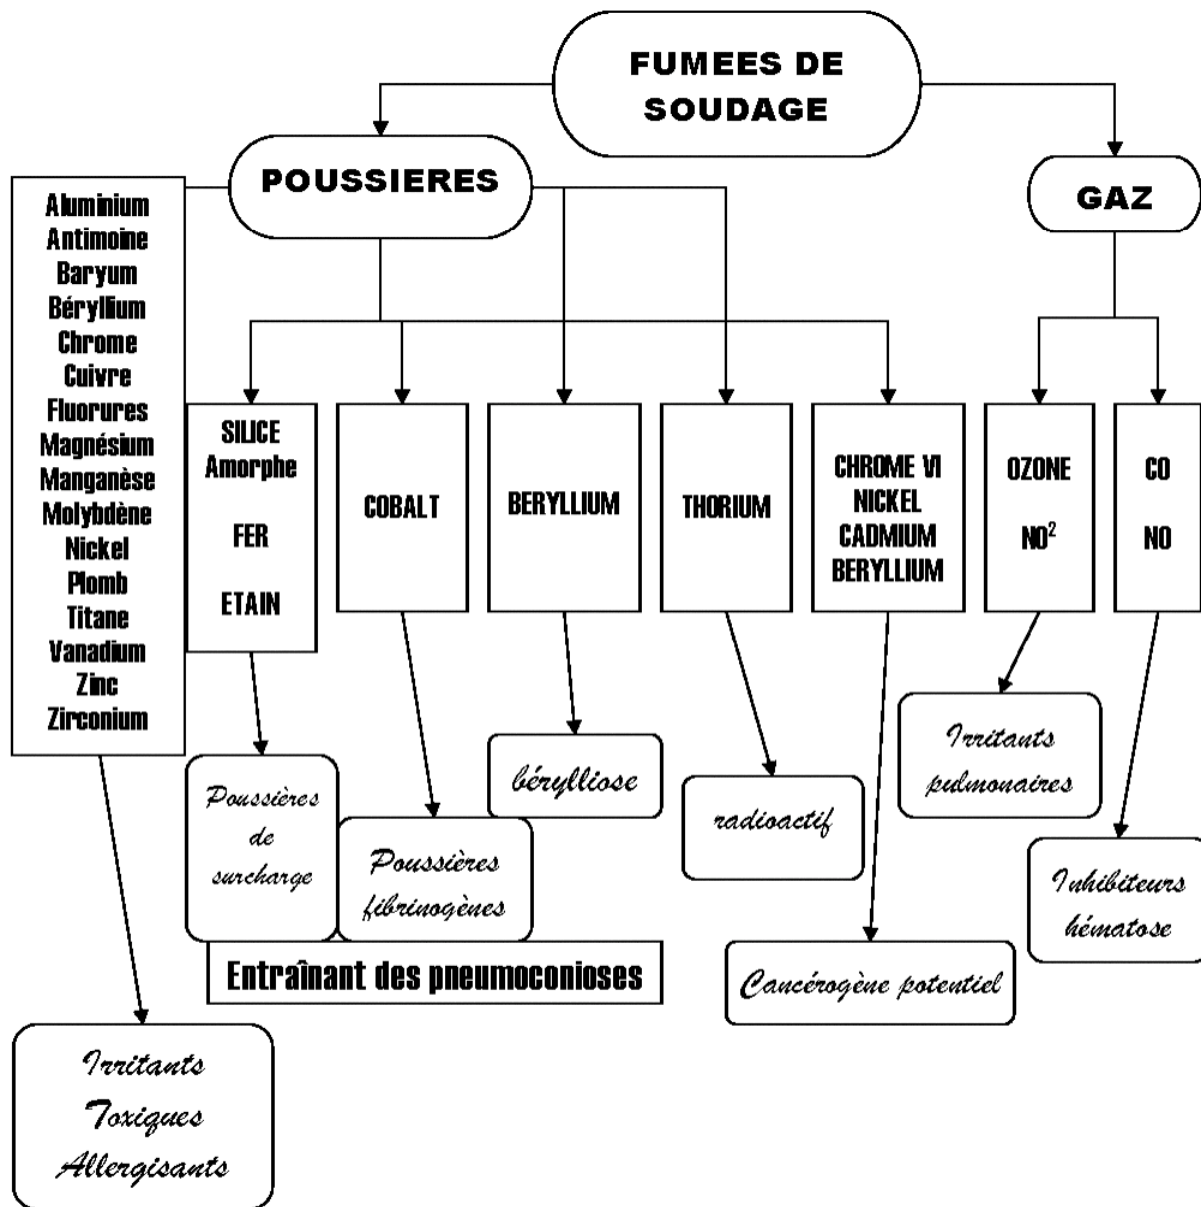 FUMEES DE
SOUDAGE
POUSSIERES
GAZ
Aluminium
Antimoine
Baryum
Béryllium
Chrome
Cuivre
Fluorures
Magnésium
Manganèse
Molybdène
Nickel
Plomb
Titane
Vanadium
Zinc
Zirconium
SILICE
Amorphe
FER
ETAIN
COBALT
BERYLLIUM
THORIUM
CHROME VI
NICKEL
CADMIUM
BERYLLIUM
OZONE
NO²
CO
NO
Poussières
de
surcharge
Poussières
fibrinogènes
bérylliose
radioactif
Cancérogène potentiel
Irritants
pulmonaires
Inhibiteurs
hématose
Entraînant des pneumoconioses
Irritants
Toxiques
Allergisants